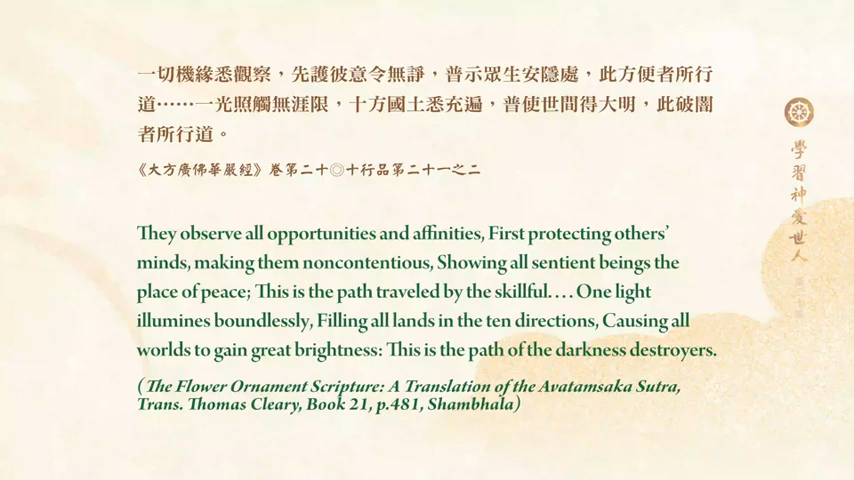 一切機緣悉觀察，先護彼意令無諍，普示眾生安隱處，此方便者所行
道⋯⋯一光照觸無涯限，十方國土悉充遍，普使世間得大明，此破闇
者所行道。
《大方廣佛華嚴經》卷第二十◎十行品第二十一之二
They observe all opportunities and affinities, First protecting others’
minds, making them noncontentious, Showing all sentient beings the
place of peace; This is the path traveled by the skillful. . . . One light
illumines boundlessly, Filling all lands in the ten directions, Causing all
worlds to gain great brightness: This is the path of the darkness destroyers.
(The Flower Ornament Scripture: A Translation of the Avatamsaka Sutra,
Trans. Thomas Cleary, Book 21, p.481, Shambhala)
學習神愛世人